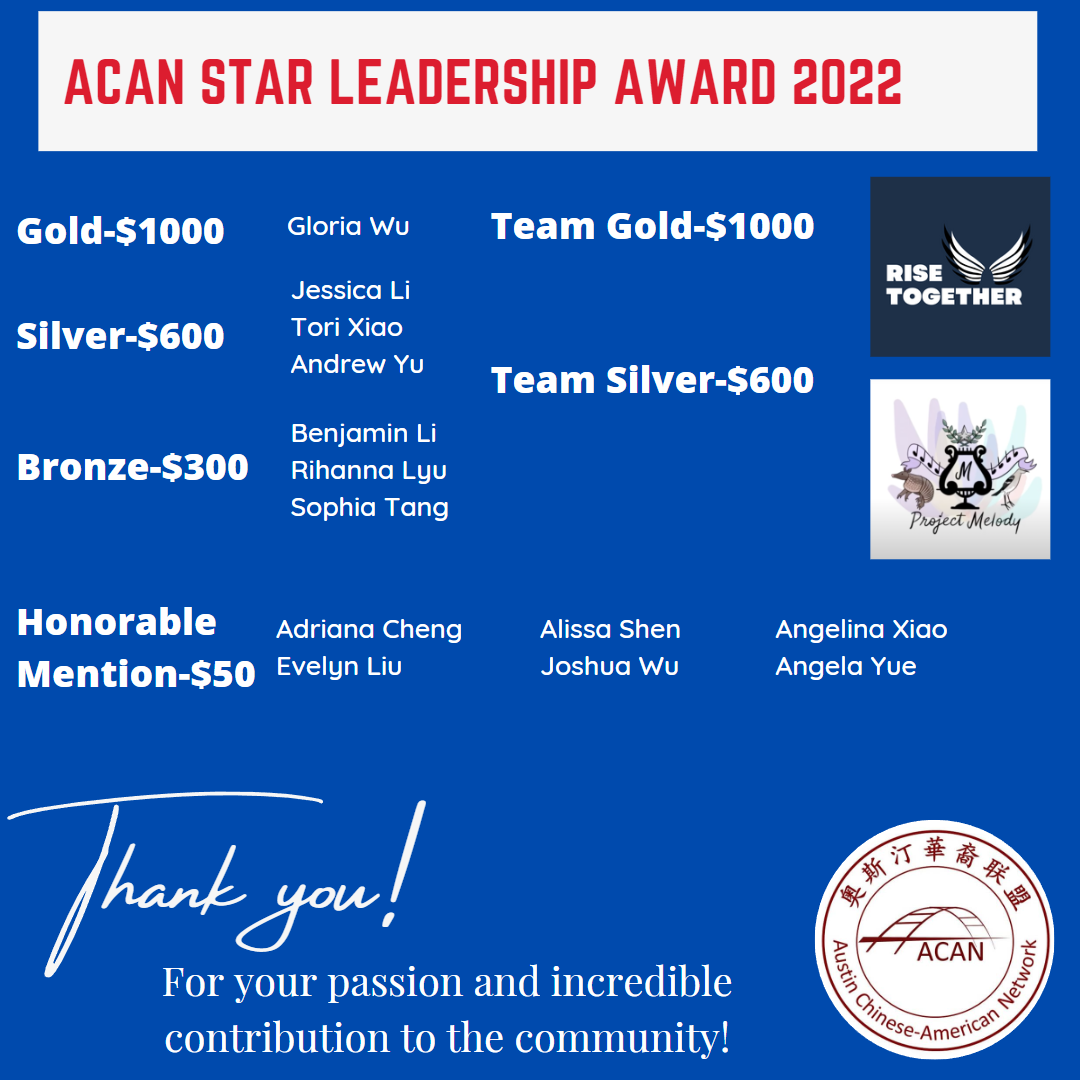 ACAN STAR LEADERSHIP AWARD 2022
Gold-$1000
Gloria Wu
Silver-$600
Jessica Li
Tori Xiao
Andrew Yu
Bronze-$300
Benjamin Li
Rihanna Lyu
Sophia Tang
Team Gold-$1000
RISE
TOGETHER
Team Silver-$600
M
Project Melody
Honorable
Mention-$50
Adriana Cheng
Evelyn Liu
Alissa Shen
Joshua Wu
Angelina Xiao
Angela Yue
Thank you!
For your passion and incredible
contribution to the community!
奥斯汀華裔联盟
ACAN
Austin Chinese-American Network